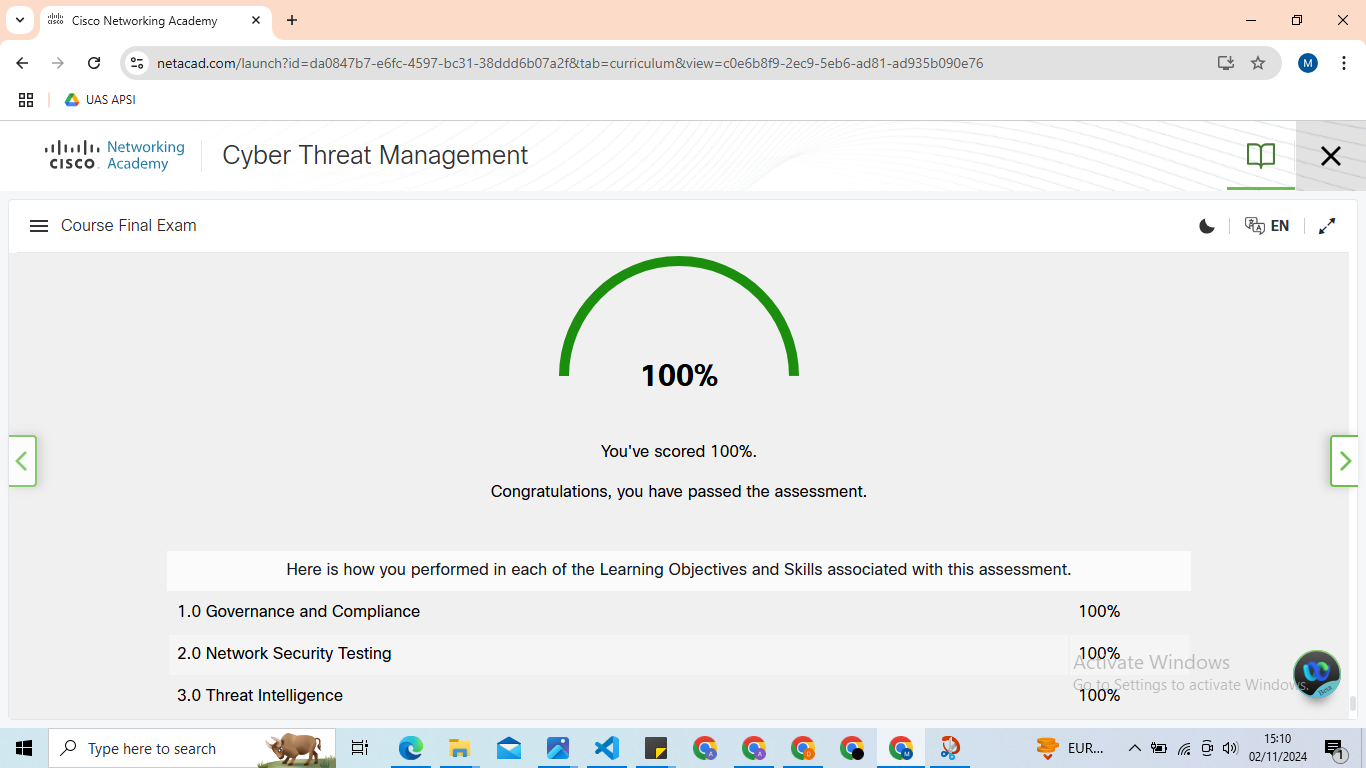 Cisco Networking Academy
netacad.com/launch?id=da0847b7-e6fc-4597-bc31-38ddd6b07a2f&tab=curriculum&view=c0e6b8f9-2ec9-5eb6-ad81-ad935b090e76
M
UAS APSI
CISCO Networking Academy
Cyber Threat Management
Course Final Exam
EN
100%
You've scored 100%.
Congratulations, you have passed the assessment.
Here is how you performed in each of the Learning Objectives and Skills associated with this assessment.
1.0 Governance and Compliance 100%
2.0 Network Security Testing 100%
3.0 Threat Intelligence 100%
Activate Windows
Go to Settings to activate Windows.
Beta
Type here to search
EUR...
15:10
02/11/2024
1